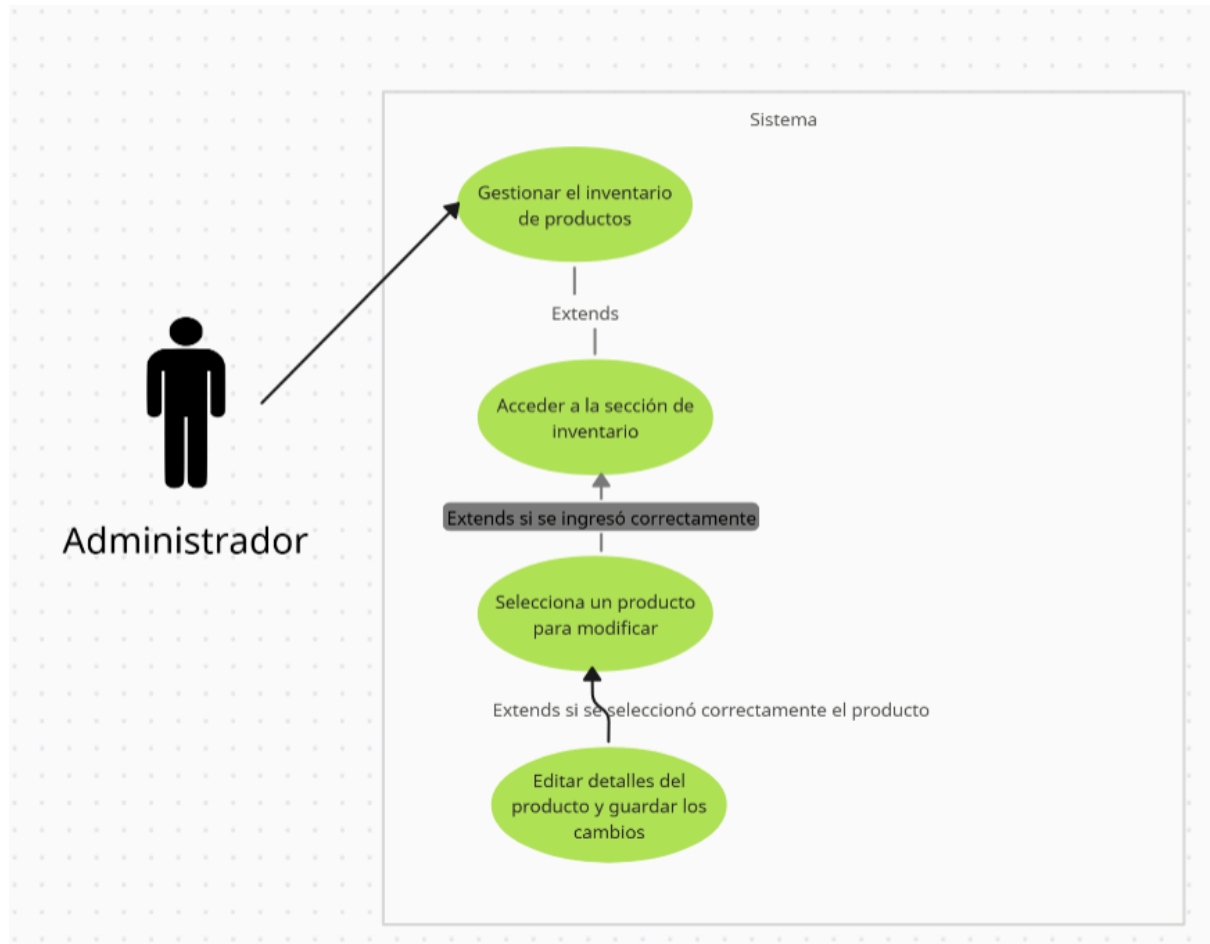 Sistema
Gestionar el inventario
de productos
Extends
Acceder a la sección de
inventario
Extends si se ingresó correctamente
Administrador
Selecciona un producto
para modificar
Extends si se seleccionó correctamente el producto
Editar detalles del
producto y guardar los
cambios